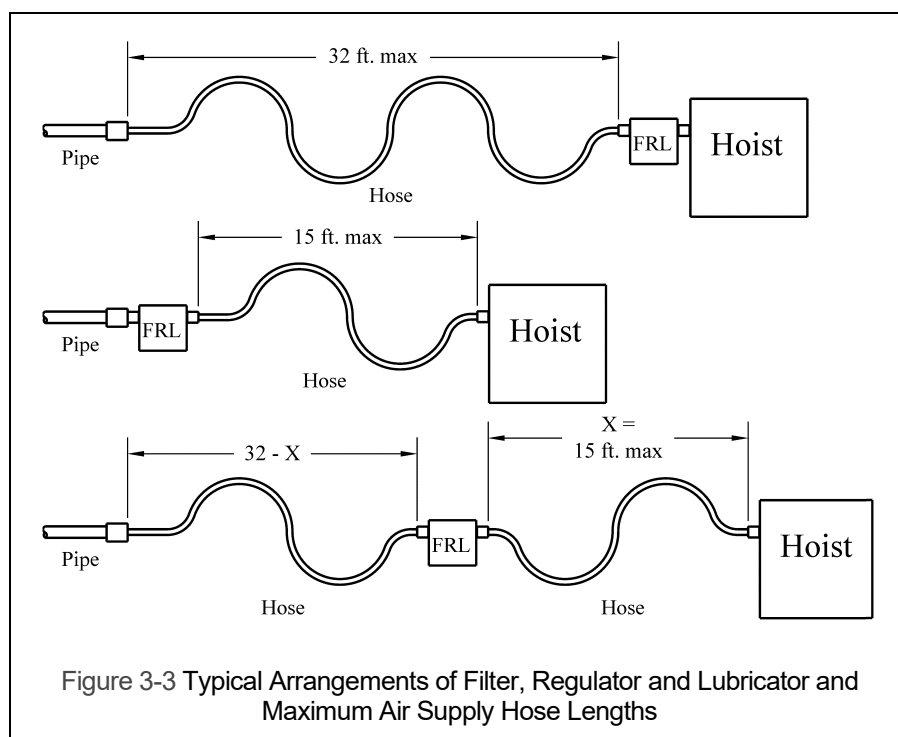 32 ft. max
Pipe
Hose
FRL
Hoist
15 ft. max
Pipe
FRL
Hose
Hoist
32 - X
X =
15 ft. max
Pipe
Hose
FRL
Hose
Hoist
Figure 3-3 Typical Arrangements of Filter, Regulator and Lubricator and
Maximum Air Supply Hose Lengths